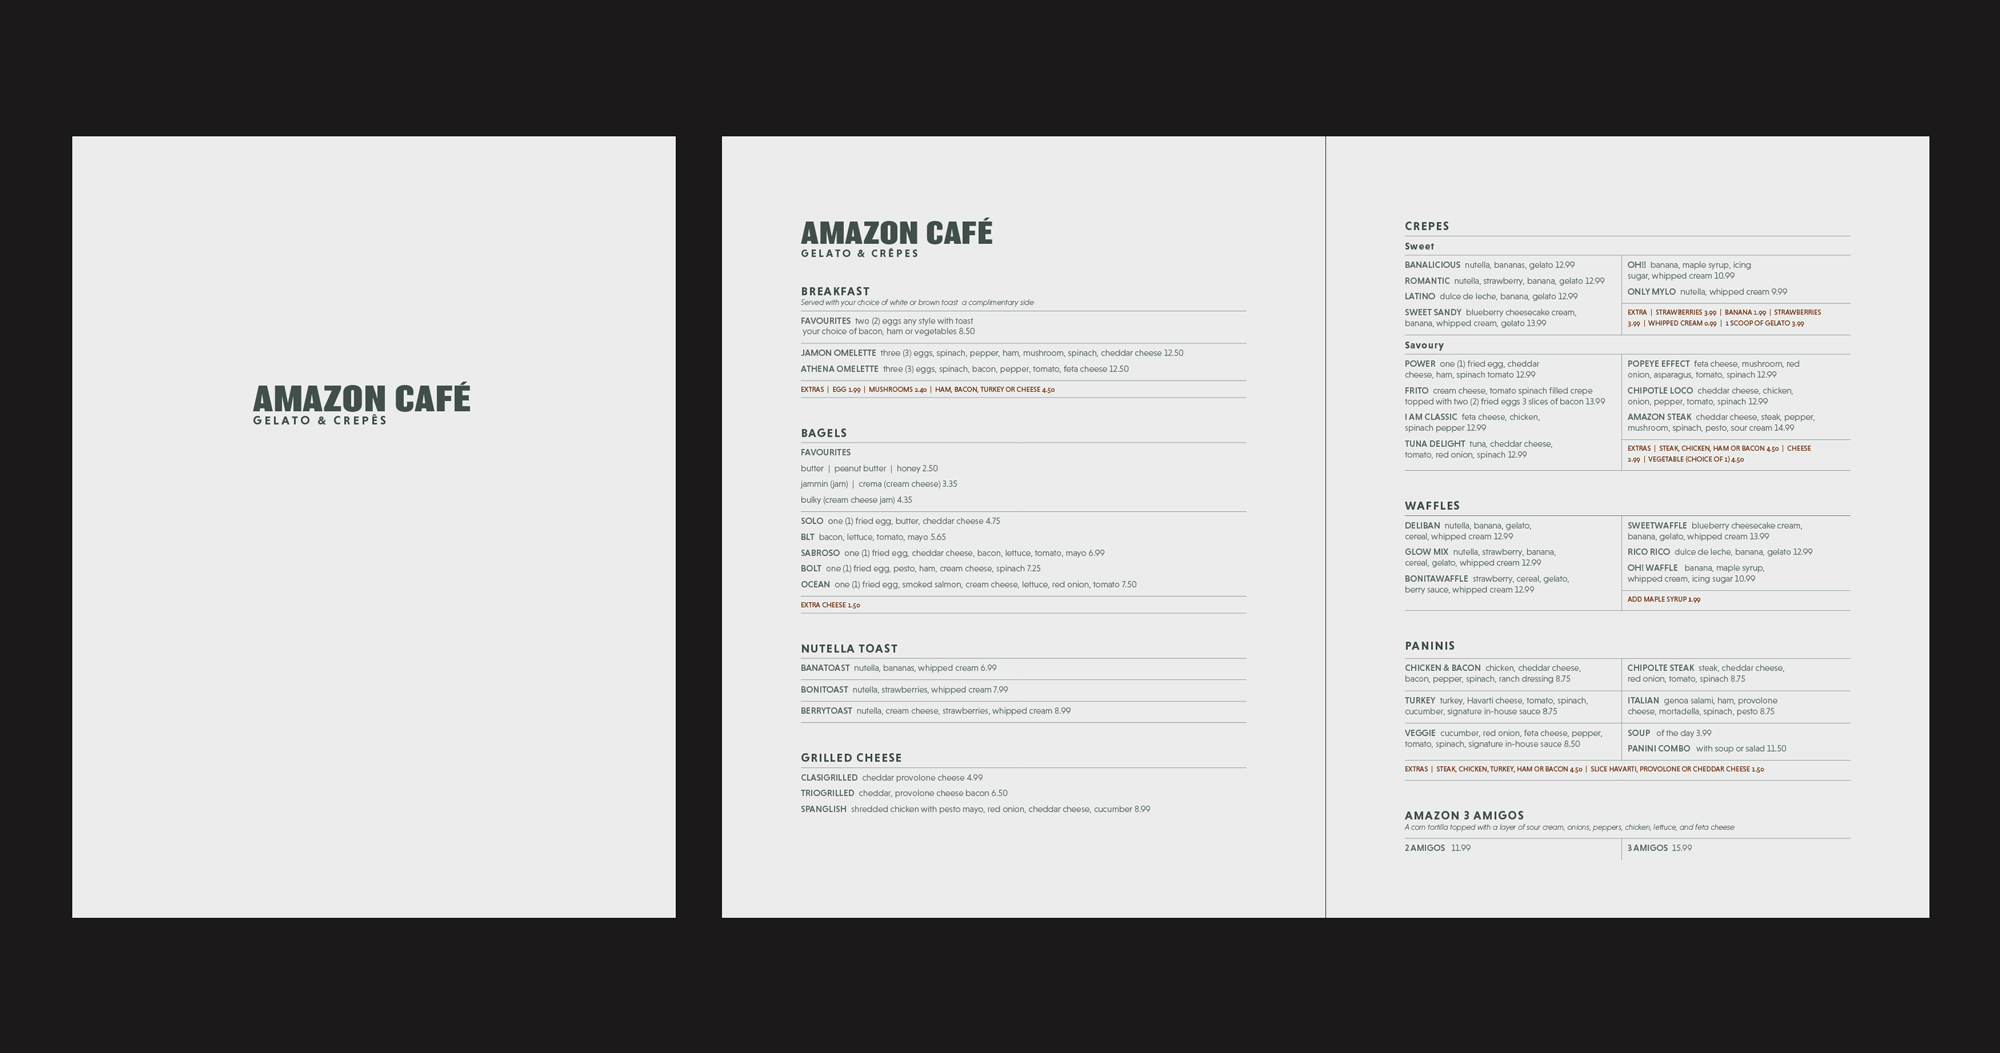 AMAZON CAFÉ
GELATO & CREPÊS
AMAZON CAFÉ
GELATO & CRÊPES
BREAKFAST
Served with your choice of white or brown toast a complimentary side
FAVOURITES two (2) eggs any style with toast
your choice of bacon, ham or vegetables 8.50
JAMON OMELETTE three (3) eggs, spinach, pepper, ham, mushroom, spinach, cheddar cheese 12.50
ATHENA OMELETTE three (3) eggs, spinach, bacon, pepper, tomato, feta cheese 12.50
EXTRAS | EGG 1.99 | MUSHROOMS 2.40 | HAM, BACON, TURKEY OR CHEESE 4.50
BAGELS
FAVOURITES
butter | peanut butter | honey 2.50
jammin (jam) | crema (cream cheese) 3.35
bulky (cream cheese jam) 4.35
SOLO one (1) fried egg, butter, cheddar cheese 4.75
BLT bacon, lettuce, tomato, mayo 5.65
SABROSO one (1) fried egg, cheddar cheese, bacon, lettuce, tomato, mayo 6.99
BOLT one (1) fried egg, pesto, ham, cream cheese, spinach 7.25
OCEAN one (1) fried egg, smoked salmon, cream cheese, lettuce, red onion, tomato 7.50
EXTRA CHEESE 1.50
NUTELLA TOAST
BANATOAST nutella, bananas, whipped cream 6.99
BONITOAST nutella, strawberries, whipped cream 7.99
BERRYTOAST nutella, cream cheese, strawberries, whipped cream 8.99
GRILLED CHEESE
CLASIGRILLED cheddar provolone cheese 4.99
TRIOGRILLED cheddar, provolone cheese bacon 6.50
SPANGLISH shredded chicken with pesto mayo, red onion, cheddar cheese, cucumber 8.99
CREPES
Sweet
BANALICIOUS nutella, bananas, gelato 12.99
ROMANTIC nutella, strawberry, banana, gelato 12.99
LATINO dulce de leche, banana, gelato 12.99
SWEET SANDY blueberry cheesecake cream,
banana, whipped cream, gelato 13.99
OH!! banana, maple syrup, icing
sugar, whipped cream 10.99
ONLY MYLO nutella, whipped cream 9.99
EXTRA | STRAWBERRIES 3.99 | BANANA 1.99 | STRAWBERRIES
3.99 | WHIPPED CREAM 0.99 | 1 SCOOP OF GELATO 3.99
Savoury
POWER one (1) fried egg, cheddar
cheese, ham, spinach tomato 12.99
FRITO cream cheese, tomato spinach filled crepe
topped with two (2) fried eggs 3 slices of bacon 13.99
I AM CLASSIC feta cheese, chicken,
spinach pepper 12.99
TUNA DELIGHT tuna, cheddar cheese,
tomato, red onion, spinach 12.99
POPEYE EFFECT feta cheese, mushroom, red
onion, asparagus, tomato, spinach 12.99
CHIPOTLE LOCO cheddar cheese, chicken,
onion, pepper, tomato, spinach 12.99
AMAZON STEAK cheddar cheese, steak, pepper,
mushroom, spinach, pesto, sour cream 14.99
EXTRAS | STEAK, CHICKEN, HAM OR BACON 4.50 | CHEESE
2.99 | VEGETABLE (CHOICE OF 1) 4.50
WAFFLES
DELIBAN nutella, banana, gelato,
cereal, whipped cream 12.99
GLOW MIX nutella, strawberry, banana,
cereal, gelato, whipped cream 12.99
BONITAWAFFLE strawberry, cereal, gelato,
berry sauce, whipped cream 12.99
SWEETWAFFLE blueberry cheesecake cream,
banana, gelato, whipped cream 13.99
RICO RICO dulce de leche, banana, gelato 12.99
OH! WAFFLE banana, maple syrup,
whipped cream, icing sugar 10.99
ADD MAPLE SYRUP 1.99
PANINIS
CHICKEN & BACON chicken, cheddar cheese,
bacon, pepper, spinach, ranch dressing 8.75
CHIPOLTE STEAK steak, cheddar cheese,
red onion, tomato, spinach 8.75
TURKEY turkey, Havarti cheese, tomato, spinach,
cucumber, signature in-house sauce 8.75
ITALIAN genoa salami, ham, provolone
cheese, mortadella, spinach, pesto 8.75
VEGGIE cucumber, red onion, feta cheese, pepper,
tomato, spinach, signature in-house sauce 8.50
SOUP of the day 3.99
PANINI COMBO with soup or salad 11.50
EXTRAS | STEAK, CHICKEN, TURKEY, HAM OR BACON 4.50 | SLICE HAVARTI, PROVOLONE OR CHEDDAR CHEESE 1.50
AMAZON 3 AMIGOS
A corn tortilla topped with a layer of sour cream, onions, peppers, chicken, lettuce, and feta cheese
2 AMIGOS 11.99
3 AMIGOS 15.99